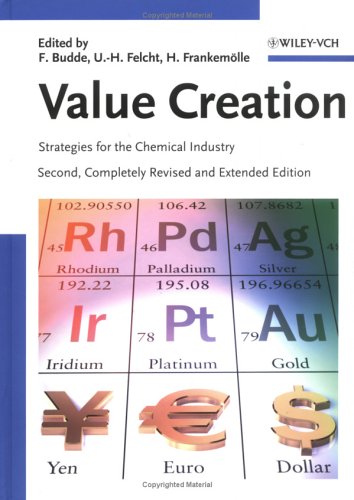 Edited by
F. Budde, U.-H. Felcht, H. Frankemölle
WILEY-VCH
Value Creation
Strategies for the Chemical Industry
Second, Completely Revised and Extended Edition
102.90550 106.42 107.8682
Rh 46 Pd 47 Ag
Rhodium Palladium Silver
192.22 195.08 196.96654
Ir 78 Pt 79 Au
Iridium Platinum Gold
¥ € $
Yen Euro Dollar
Copyrighted Material
Copyrighted Material